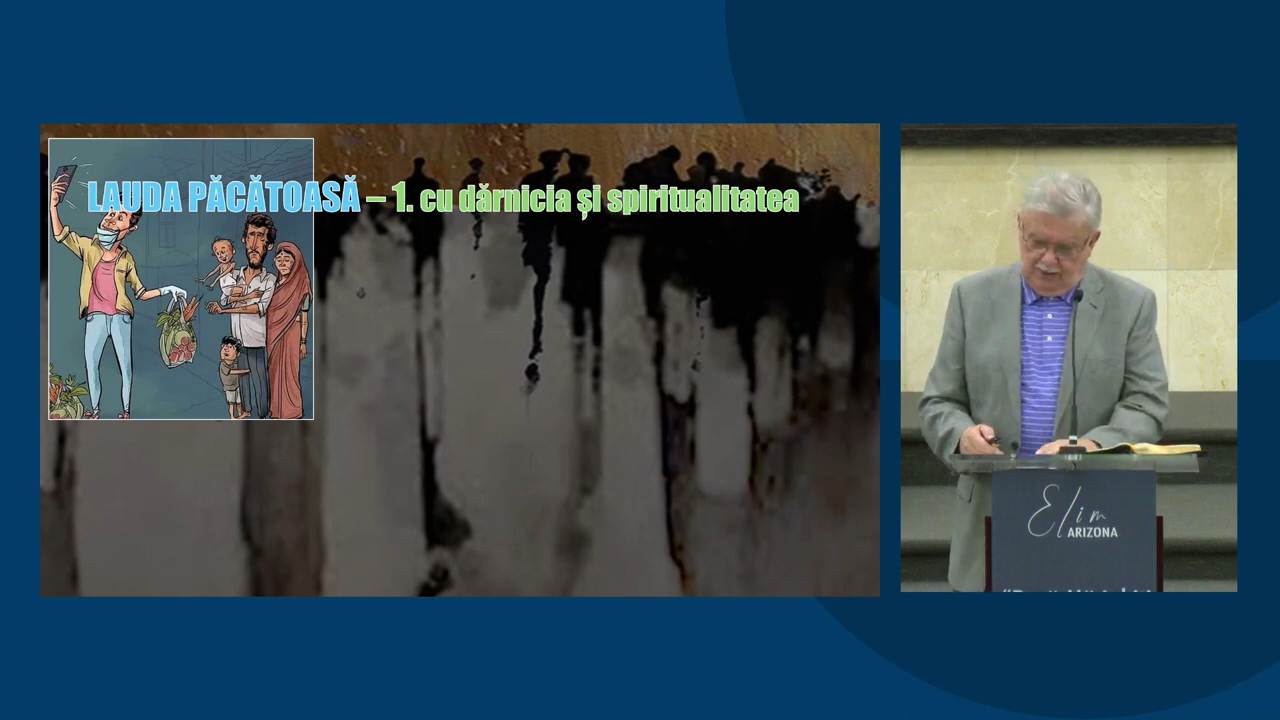 LAUDA PĂCĂTOASĂ – 1. cu dărnicia și spiritualitatea
Elim
ARIZONA